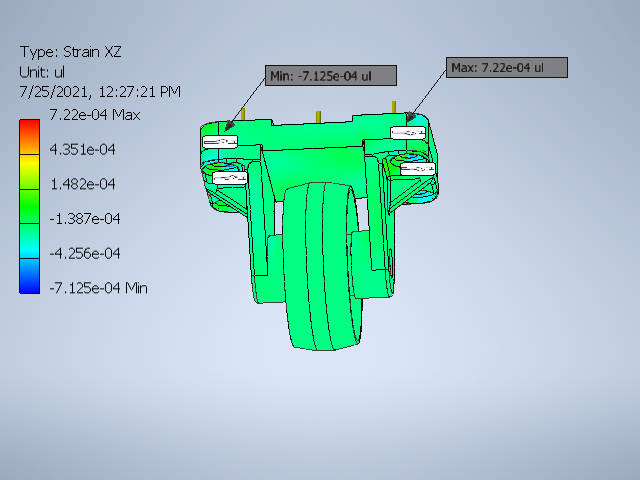 Type: Strain XZ
Unit: ul
7/25/2021, 12:27:21 PM
7.22e-04 Max
4.351e-04
1.482e-04
-1.387e-04
-4.256e-04
-7.125e-04 Min
Min: -7.125e-04 ul
Max: 7.22e-04 ul